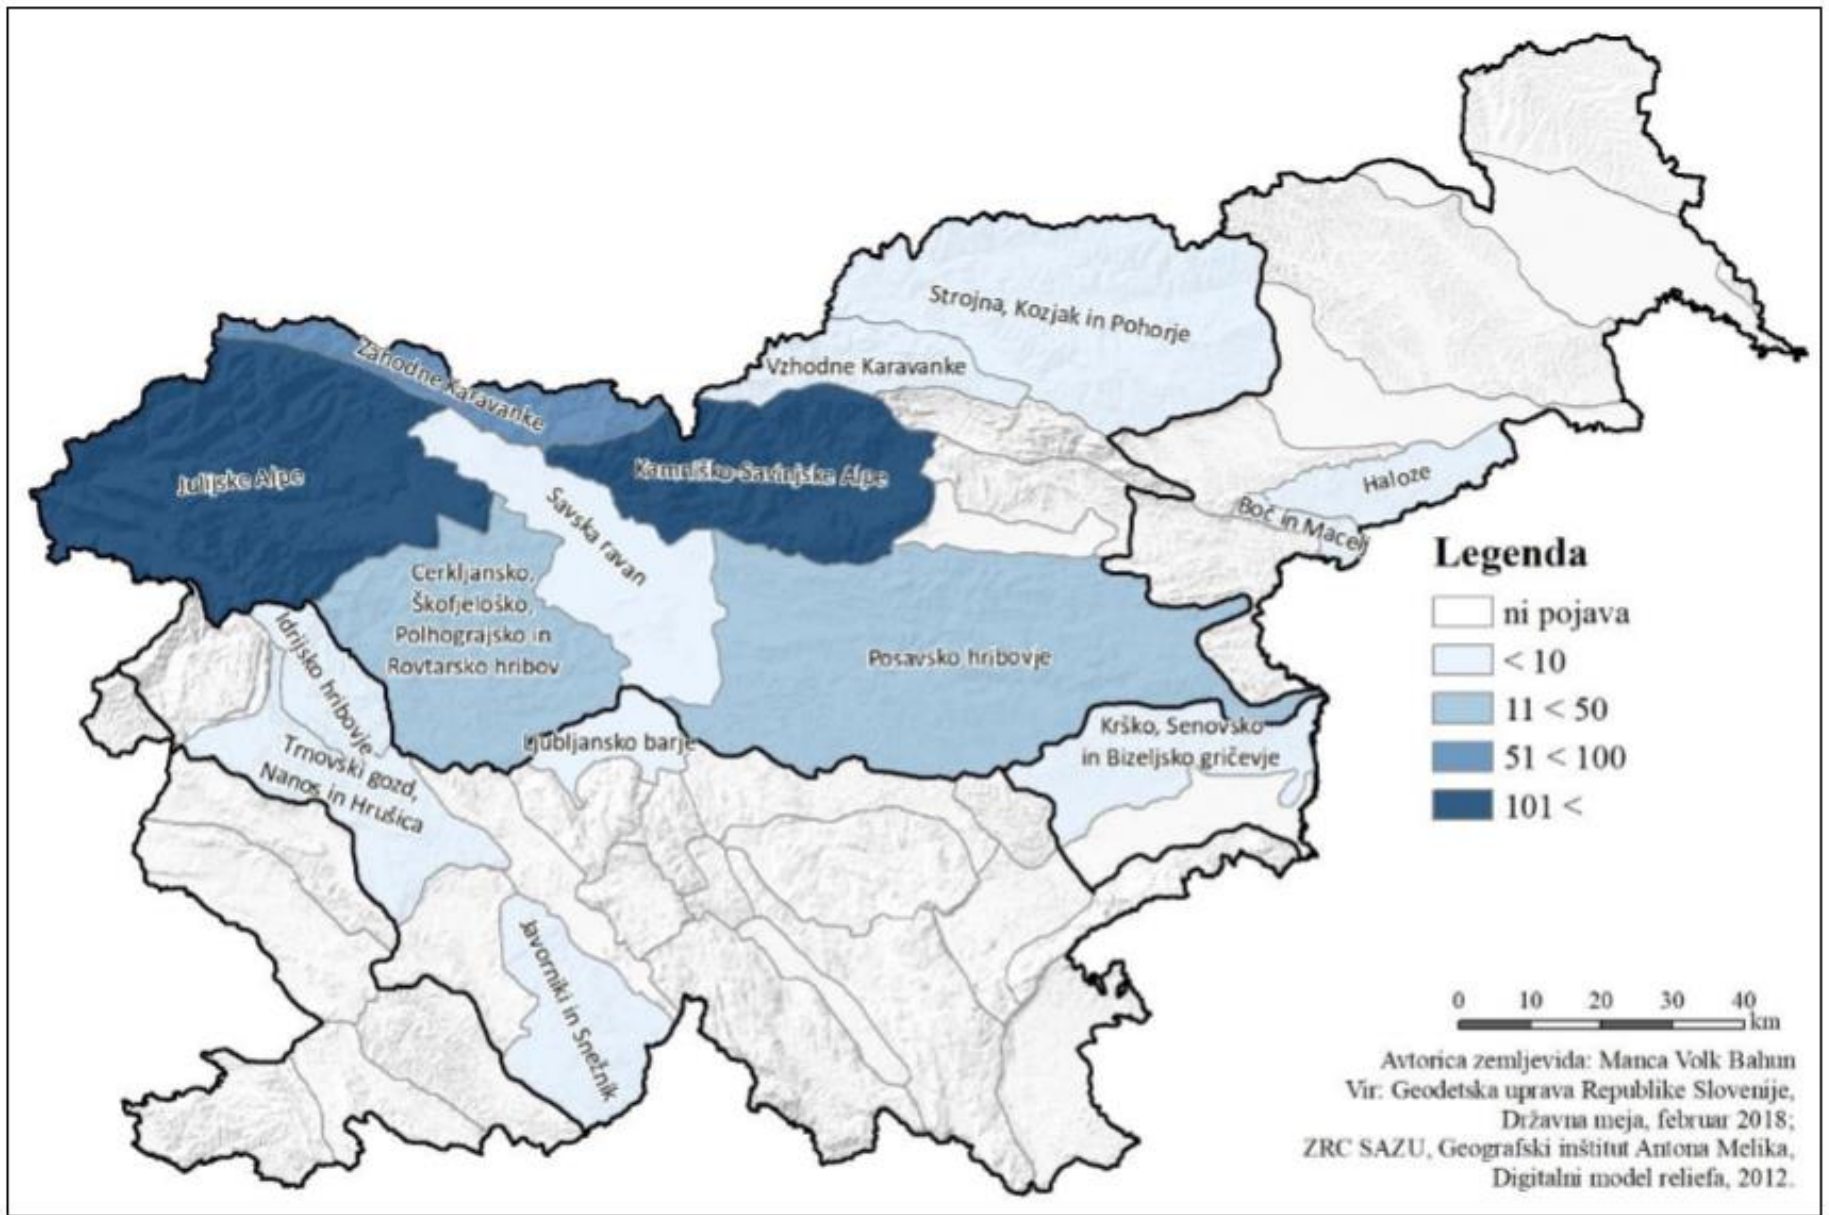 Strojna, Kozjak in Pohorje
Zahodne Karavanke
Vzhodne Karavanke
Julijske Alpe
Kamniško-Savinjske Alpe
Savska ravan
Haloze
Boč in Macelj
Cerkljansko,
Škofjeloško,
Polhograjsko in
Rovtarsko hribov
Idrijsko hribovje
Posavsko hribovje
Trnovski gozd,
Nanos in Hrušica
Ljubljansko barje
Krško, Senovsko
in Bizeljsko gričevje
Javorniki in Snežnik
Legenda
ni pojava
< 10
11 < 50
51 < 100
101 <
0 10 20 30 40
km
Avtorica zemljevida: Manca Volk Bahun
Vir: Geodetska uprava Republike Slovenije,
Državna meja, februar 2018;
ZRC SAZU, Geografski inštitut Antona Melika,
Digitalni model reliefa, 2012.